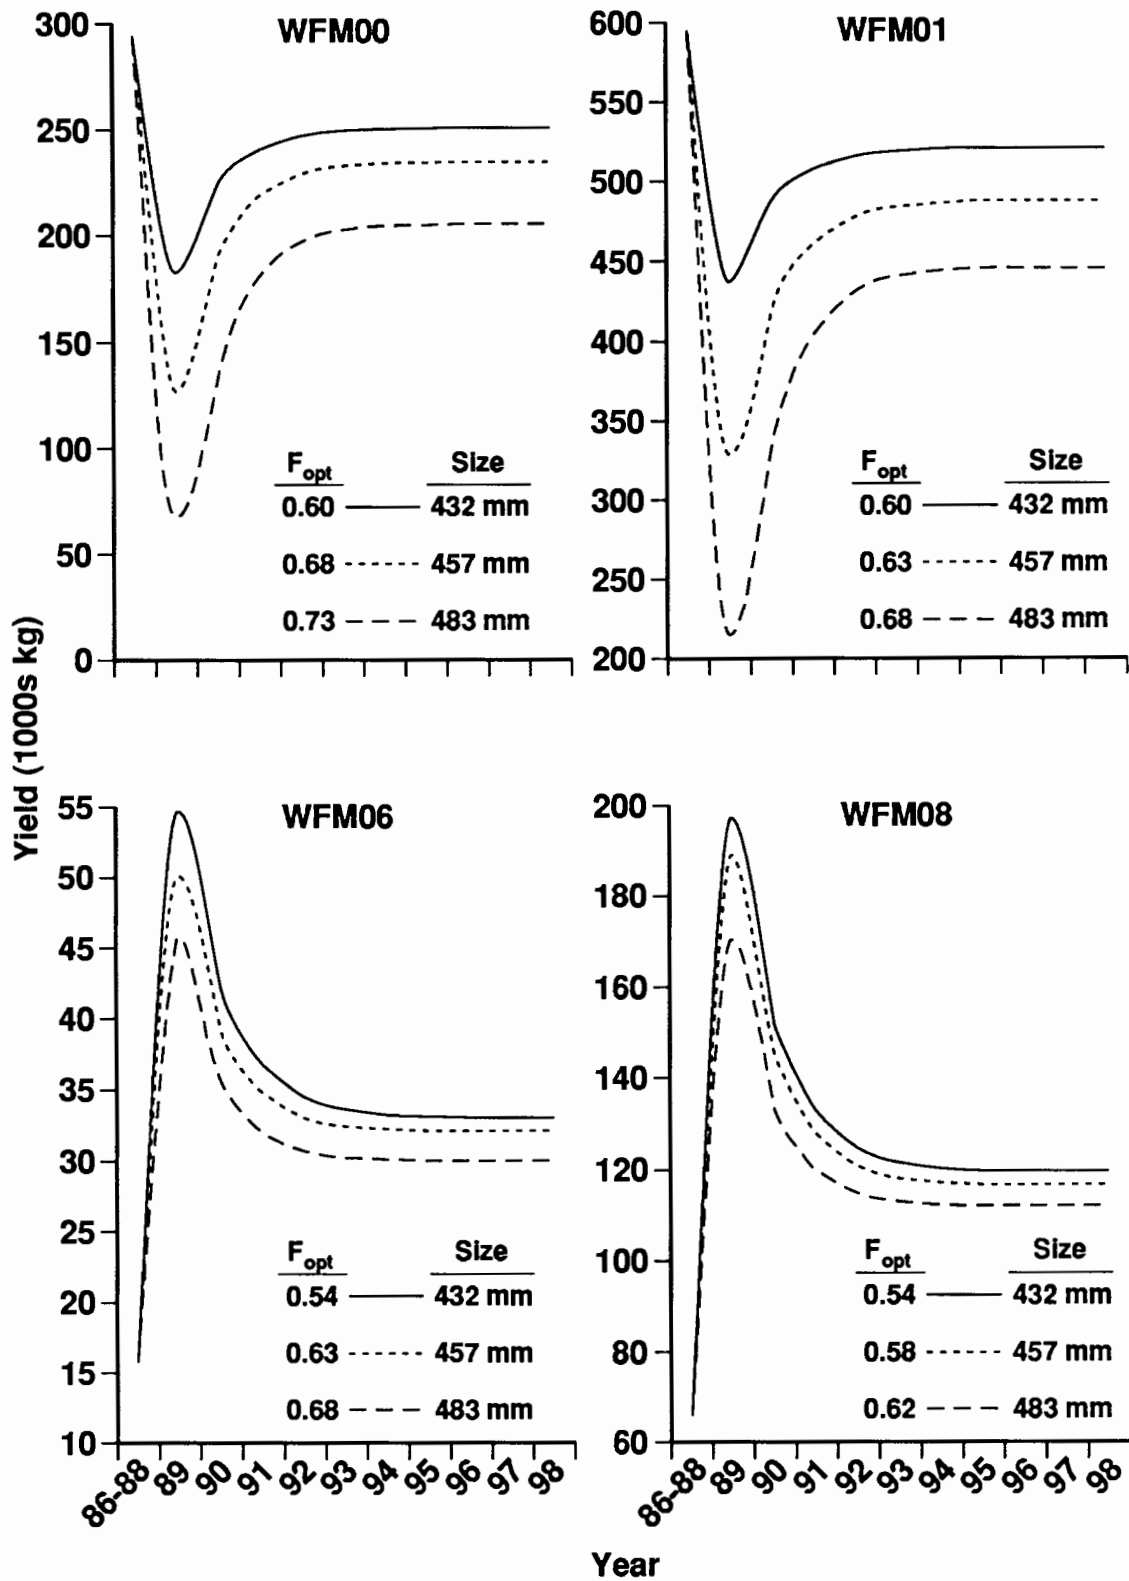 Yield (1000s kg)
WFM00
300
250
200
150
100
50
0
Fopt Size
0.60 432 mm
0.68 457 mm
0.73 483 mm
WFM01
600
550
500
450
400
350
300
250
200
Fopt Size
0.60 432 mm
0.63 457 mm
0.68 483 mm
WFM06
55
50
45
40
35
30
25
20
15
10
Fopt Size
0.54 432 mm
0.63 457 mm
0.68 483 mm
86-88 89 90 91 92 93 94 95 96 97 98
WFM08
200
180
160
140
120
100
80
60
Fopt Size
0.54 432 mm
0.58 457 mm
0.62 483 mm
86-88 89 90 91 92 93 94 95 96 97 98
Year